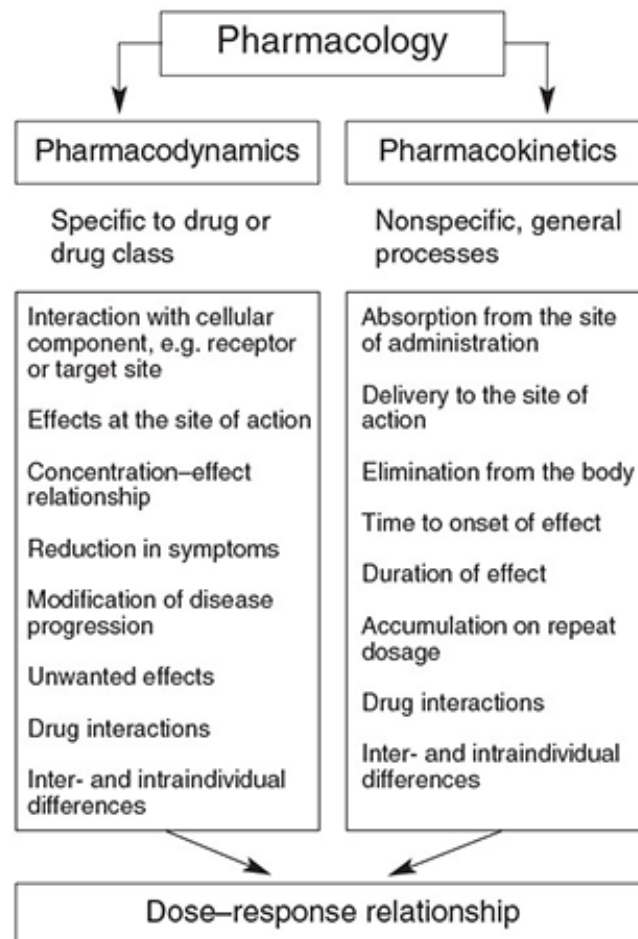 Pharmacology
Pharmacodynamics
Specific to drug or
drug class
Interaction with cellular
component, e.g. receptor
or target site
Effects at the site of action
Concentration–effect
relationship
Reduction in symptoms
Modification of disease
progression
Unwanted effects
Drug interactions
Inter- and intraindividual
differences
Pharmacokinetics
Nonspecific, general
processes
Absorption from the site
of administration
Delivery to the site of
action
Elimination from the body
Time to onset of effect
Duration of effect
Accumulation on repeat
dosage
Drug interactions
Inter- and intraindividual
differences
Dose–response relationship